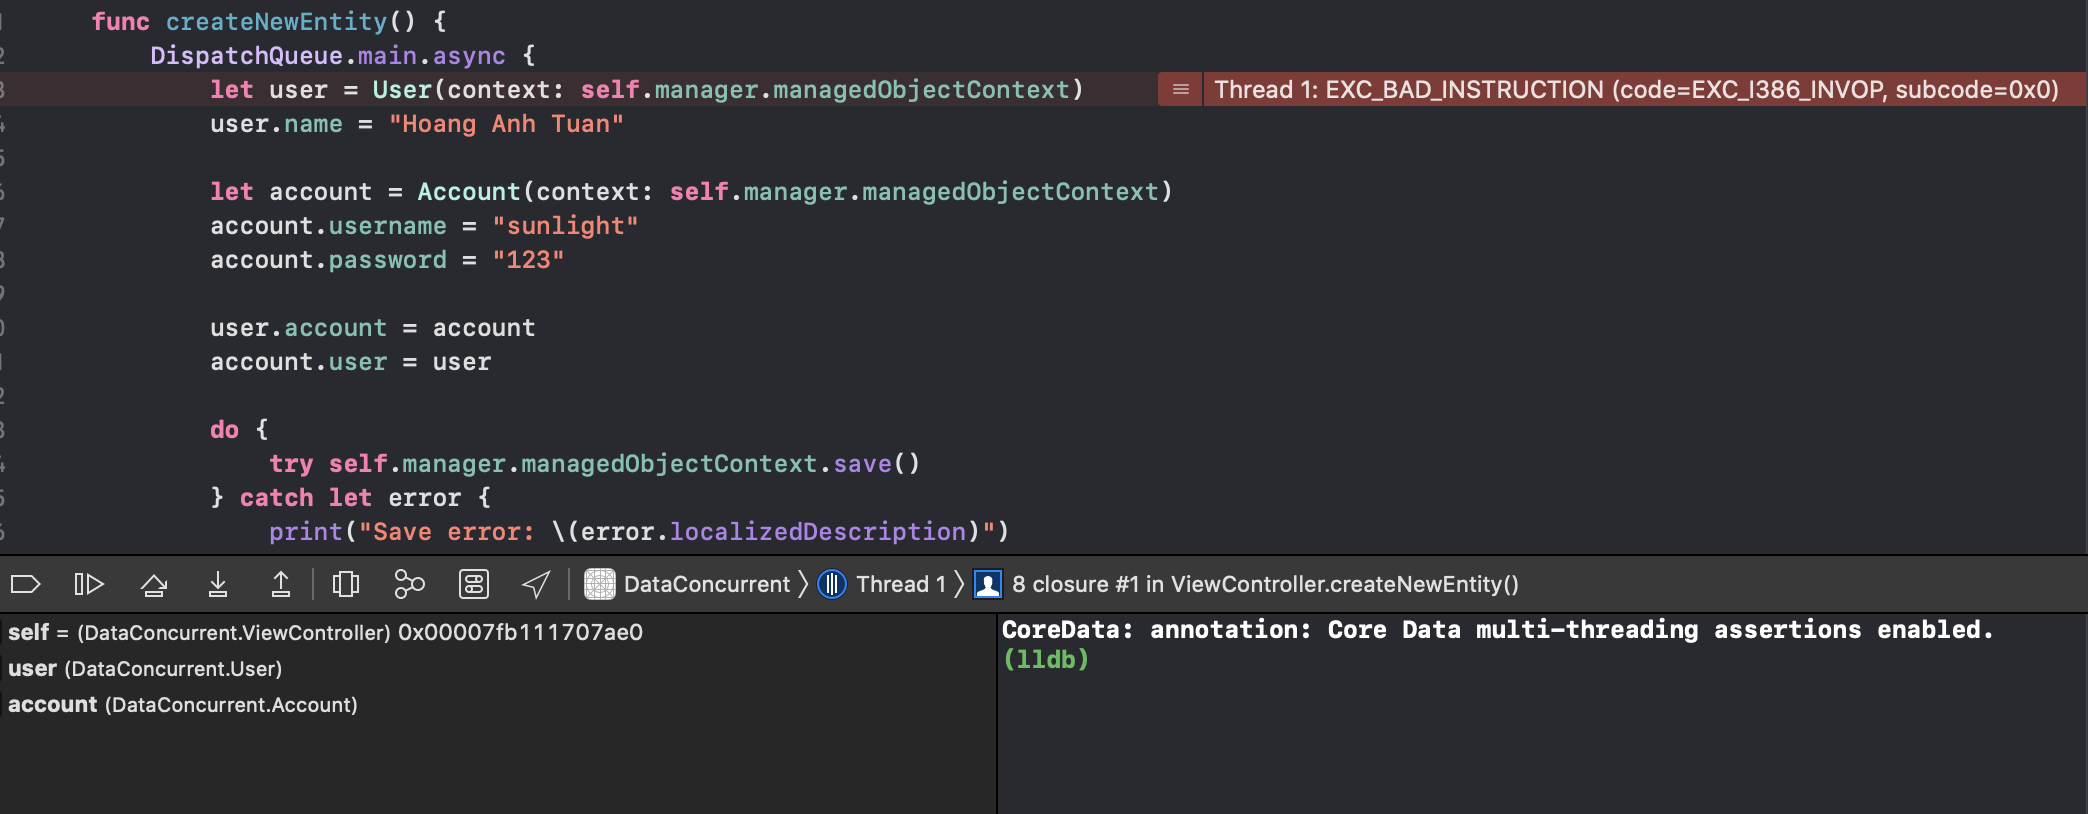 func createNewEntity() {
DispatchQueue.main.async {
let user = User(context: self.manager.managedObjectContext)
Thread 1: EXC_BAD_INSTRUCTION (code=EXC_I386_INVOP, subcode=0x0)
user.name = "Hoang Anh Tuan"
let account = Account(context: self.manager.managedObjectContext)
account.username = "sunlight"
account.password = "123"
user.account = account
account.user = user
do {
try self.manager.managedObjectContext.save()
} catch let error {
print("Save error: \(error.localizedDescription)")
DataConcurrent 〉 Thread 1 〉 8 closure #1 in ViewController.createNewEntity()
self = (DataConcurrent.ViewController) 0x00007fb111707ae0
user (DataConcurrent.User)
account (DataConcurrent.Account)
CoreData: annotation: Core Data multi-threading assertions enabled.
(lldb)